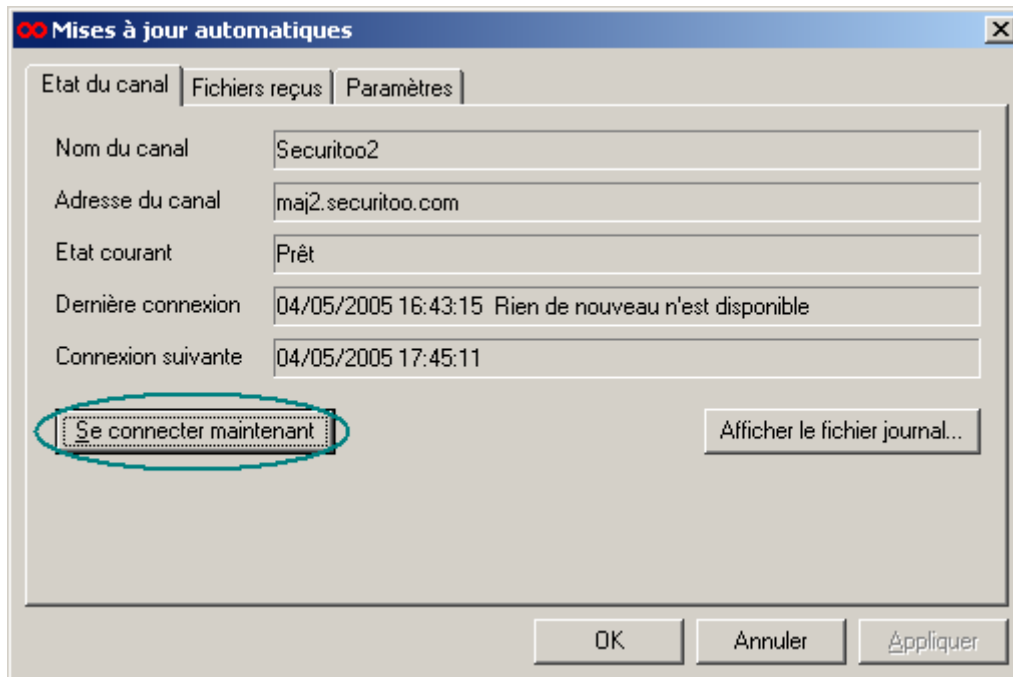 Mises à jour automatiques
Etat du canal Fichiers reçus Paramètres
Nom du canal Securitoo2
Adresse du canal maj2.securitoo.com
Etat courant Prêt
Dernière connexion 04/05/2005 16:43:15 Rien de nouveau n'est disponible
Connexion suivante 04/05/2005 17:45:11
Se connecter maintenant Afficher le fichier journal...
OK Annuler Appliquer